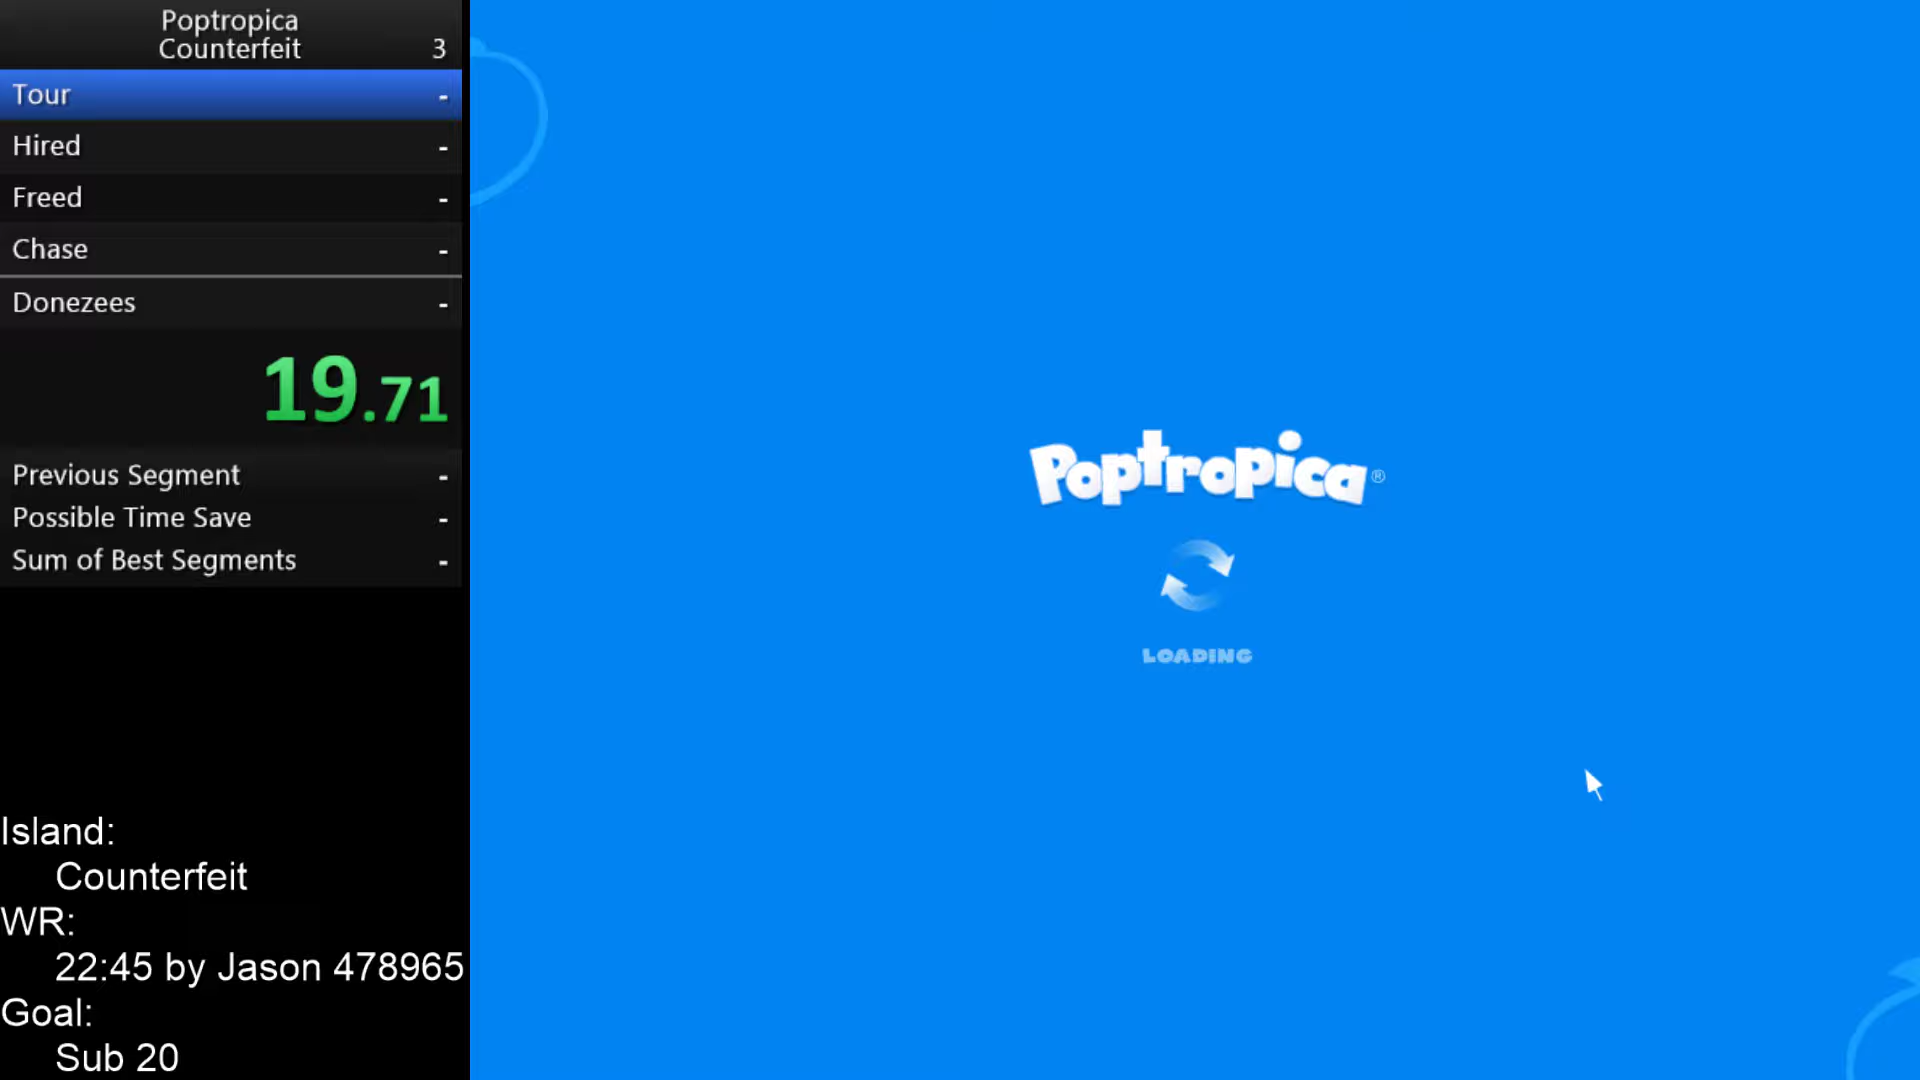 Poptropica
Counterfeit 3
Tour -
Hired -
Freed -
Chase -
Donezees -
19.71
Previous Segment -
Possible Time Save -
Sum of Best Segments -
Island:
Counterfeit
WR:
22:45 by Jason 478965
Goal:
Sub 20
Poptropica®
LOADING